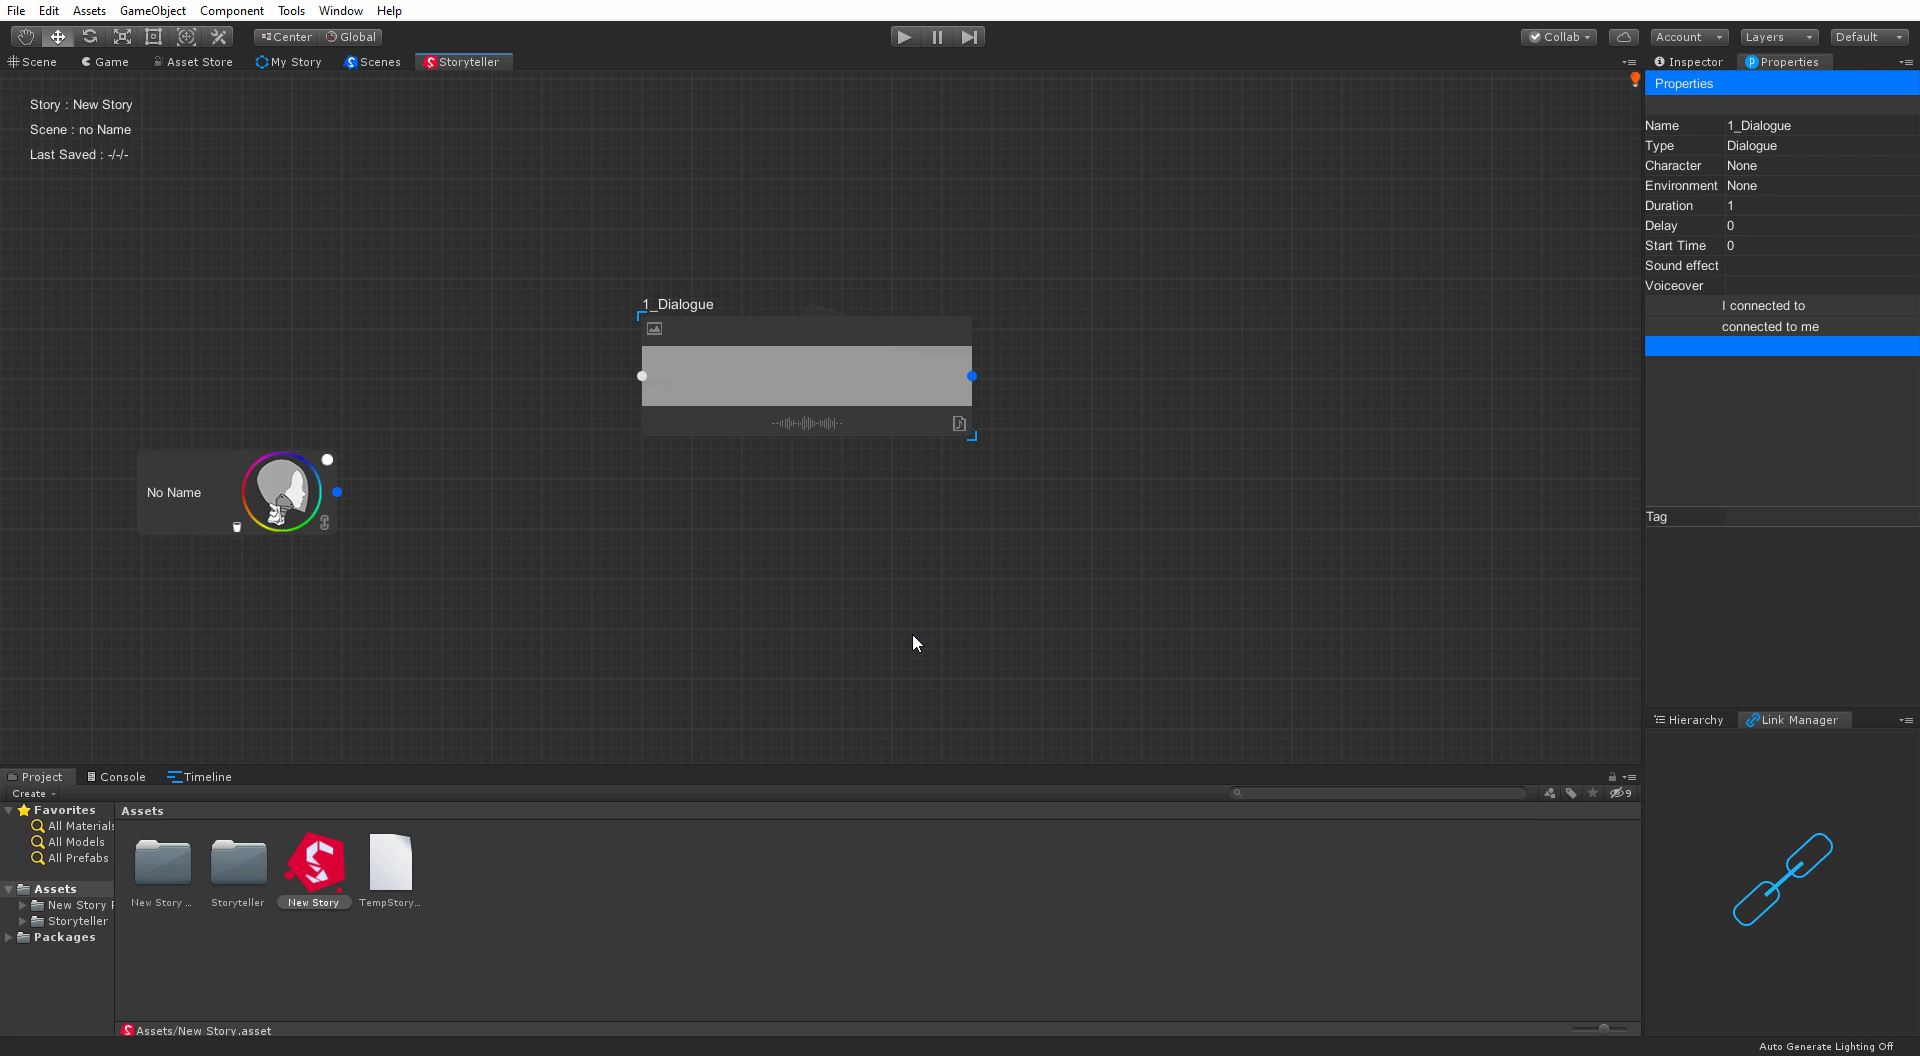 File Edit Assets GameObject Component Tools Window Help
Center Global Collab Account Layers Default
Scene Game Asset Store My Story Scenes Storyteller Inspector Properties
Properties
Story : New Story
Scene : no Name
Last Saved : -/-/-
Name 1_Dialogue
Type Dialogue
Character None
Environment None
Duration 1
Delay 0
Start Time 0
Sound effect
Voiceover
I connected to
connected to me
1_Dialogue
No Name
Tag
Hierarchy Link Manager
Project Console Timeline
Create
9
Favorites
All Materials
All Models
All Prefabs
Assets
New Story F
Storyteller
Packages
Assets
New Story ...
Storyteller
New Story
TempStory...
Assets/New Story.asset
Auto Generate Lighting Off